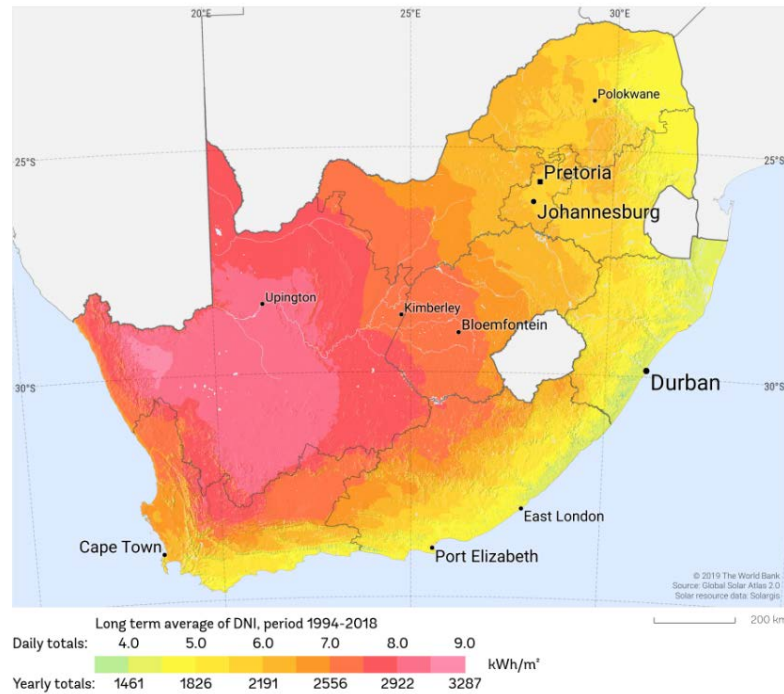 20°E 25°E 30°E
Polokwane
25°S 25°S
Pretoria
Johannesburg
Upington
Kimberley
Bloemfontein
30°S 30°S
Durban
East London
Cape Town
Port Elizabeth
© 2019 The World Bank
Source: Global Solar Atlas 2.0
Solar resource data: Solargis
Long term average of DNI, period 1994-2018
200 km
Daily totals: 4.0 5.0 6.0 7.0 8.0 9.0
kWh/m²
Yearly totals: 1461 1826 2191 2556 2922 3287